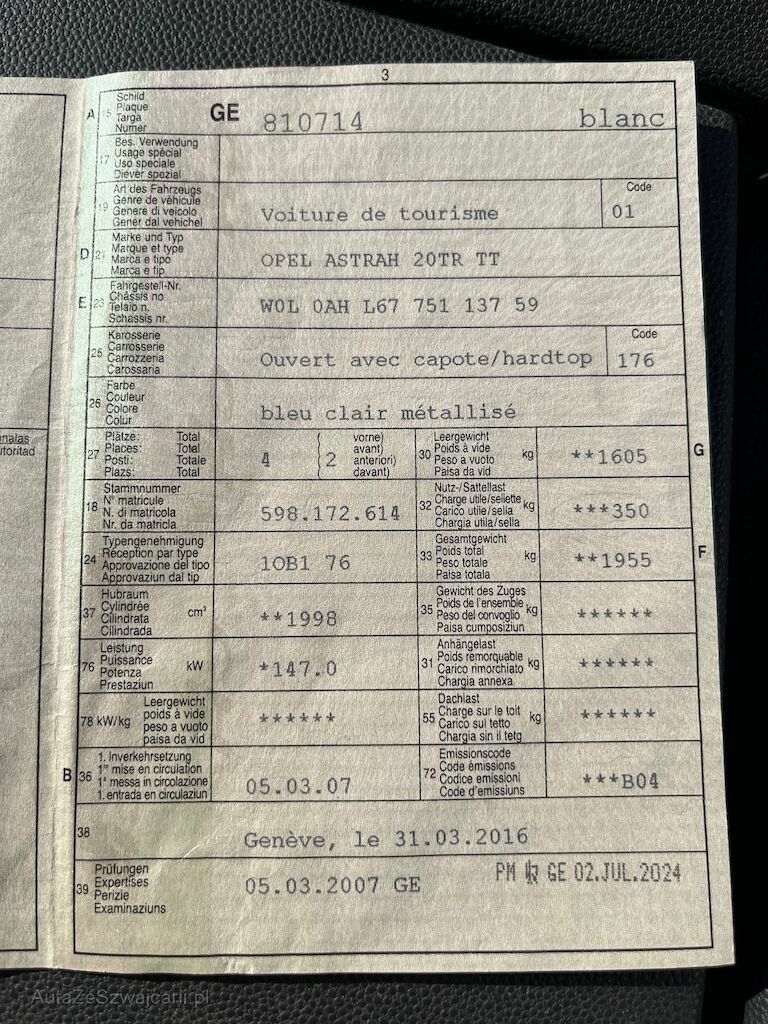 3
A 15 Schild
Plaque
Targa
Numer
GE 810714 blanc
17 Bes. Verwendung
Usage spécial
Uso speciale
Diever spezial
19 Art des Fahrzeugs
Genre de véhicule
Genere di veicolo
Gener dal vehichel
Voiture de tourisme
Code
01
D 21 Marke und Typ
Marque et type
Marca e tipo
Marca e tip
OPEL ASTRAH 20TR TT
E 23 Fahrgestell-Nr.
Châssis no
Telaio n.
Schassis nr.
W0L 0AH L67 751 137 59
25 Karosserie
Carrosserie
Carrozzeria
Carossaria
Ouvert avec capote/hardtop
Code
176
26 Farbe
Couleur
Colore
Colur
bleu clair métallisé
27 Plätze: Total
Places: Total
Posti: Totale
Plazs: Total
4
2
vorne)
avant)
anteriori)
davant)
30 Leergewicht
Poids à vide
Peso a vuoto
Paisa da vid
kg
**1605
G
18 Stammnummer
N° matricule
N. di matricola
Nr. da matricla
598.172.614
32 Nutz-/Sattellast
Charge utile/sellette
Carico utile/sella
Chargia utila/sella
kg
***350
24 Typengenehmigung
Réception par type
Approvazione del tipo
Approvaziun dal tip
1OB1 76
33 Gesamtgewicht
Poids total
Peso totale
Paisa totala
kg
**1955
F
37 Hubraum
Cylindrée
Cilindrata
Cilindrada
cm³
**1998
35 Gewicht des Zuges
Poids de l'ensemble
Peso del convoglio
Paisa cumposiziun
kg
******
76 Leistung
Puissance
Potenza
Prestaziun
kW
*147.0
31 Anhängelast
Poids remorquable
Carico rimorchiato
Chargia annexa
kg
******
78 kW/kg
Leergewicht
poids à vide
peso a vuoto
paisa da vid
******
55 Dachlast
Charge sur le toit
Carico sul tetto
Chargia sin il tetg
kg
******
B 36 1. Inverkehrsetzung
1re mise en circulation
1a messa in circolazione
1. entrada en circulaziun
05.03.07
72 Emissionscode
Code émissions
Codice emissioni
Code d'emissiuns
***B04
38
Genève, le 31.03.2016
39 Prüfungen
Expertises
Perizie
Examinaziuns
05.03.2007 GE
PM GE 02.JUL.2024
AutaZeSzwajcarii.pl